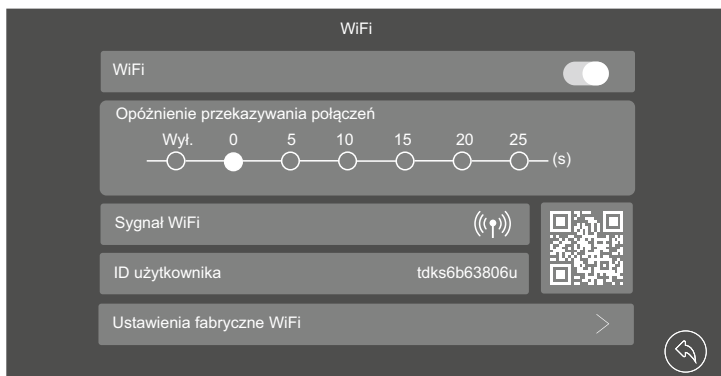 WiFi
WiFi
Opóźnienie przekazywania połączeń
Wył. 0 5 10 15 20 25
(s)
Sygnał WiFi
ID użytkownika tdks6b63806u
Ustawienia fabryczne WiFi